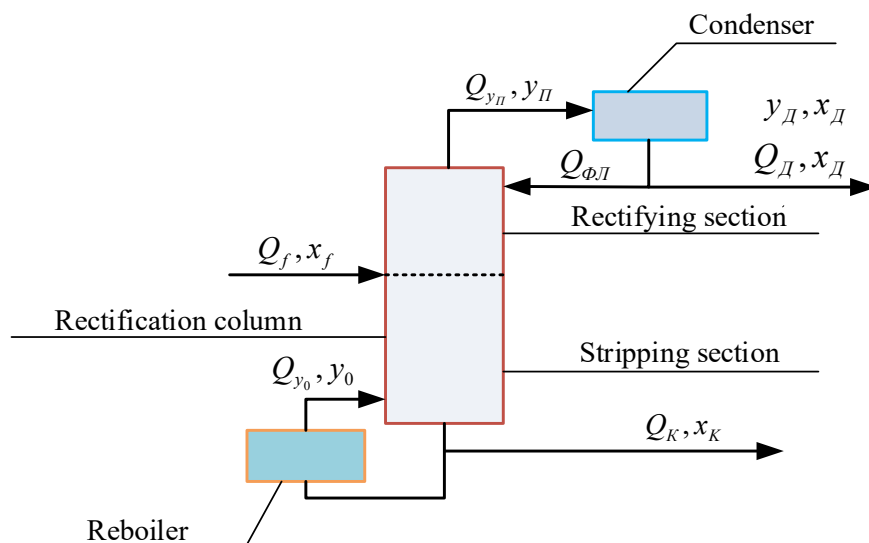 Condenser
Q_{y_П}, y_П
y_Д, x_Д
Q_{ФЛ}
Q_Д, x_Д
Rectifying section
Q_f, x_f
Rectification column
Stripping section
Q_{y_0}, y_0
Q_K, x_K
Reboiler